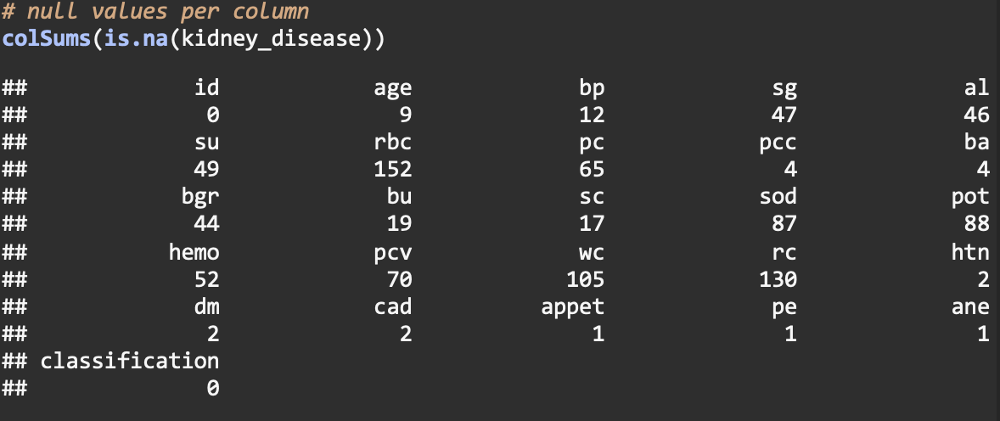 # null values per column
colSums(is.na(kidney_disease))
##             id            age             bp             sg             al
##              0              9             12             47             46
##             su            rbc             pc            pcc             ba
##             49            152             65              4              4
##            bgr             bu             sc            sod            pot
##             44             19             17             87             88
##           hemo            pcv             wc             rc            htn
##             52             70            105            130              2
##             dm            cad          appet             pe            ane
##              2              2              1              1              1
## classification
##              0